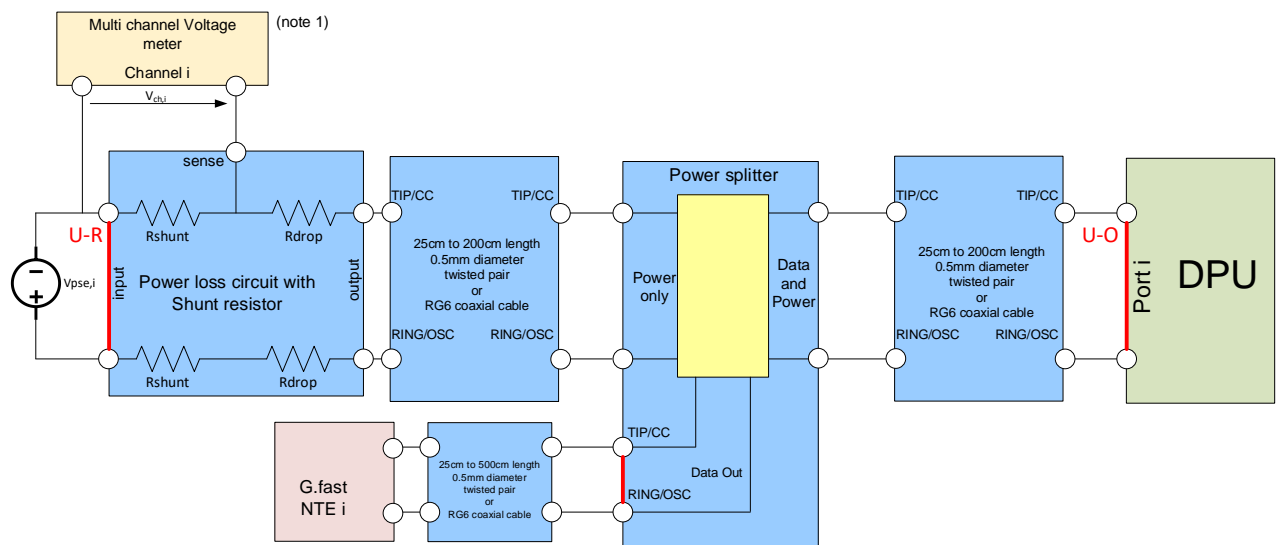 Multi channel Voltage
meter
(note 1)
Channel i
Vch,i
sense
Rshunt
Rdrop
U-R
Vpse,i
input
Power loss circuit with
Shunt resistor
output
Rshunt
Rdrop
TIP/CC
TIP/CC
25cm to 200cm length
0.5mm diameter
twisted pair
or
RG6 coaxial cable
RING/OSC
RING/OSC
Power splitter
Power
only
Data
and
Power
TIP/CC
RING/OSC
Data Out
TIP/CC
TIP/CC
25cm to 200cm length
0.5mm diameter
twisted pair
or
RG6 coaxial cable
RING/OSC
RING/OSC
U-O
Port i
DPU
G.fast
NTE i
25cm to 500cm length
0.5mm diameter
twisted pair
or
RG6 coaxial cable